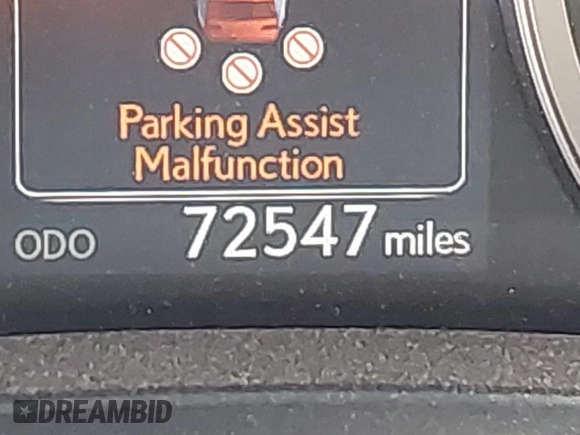 Parking Assist
Malfunction
ODO 72547 miles
DREAMBID